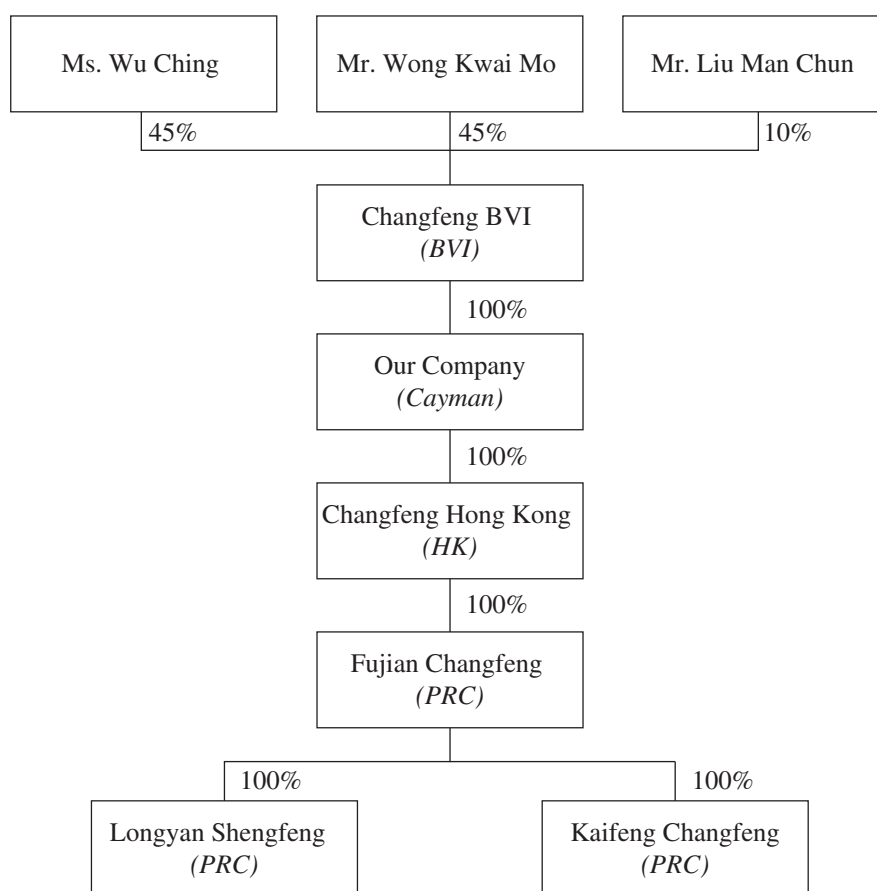 Ms. Wu Ching
Mr. Wong Kwai Mo
Mr. Liu Man Chun
45%
45%
10%
Changfeng BVI
(BVI)
100%
Our Company
(Cayman)
100%
Changfeng Hong Kong
(HK)
100%
Fujian Changfeng
(PRC)
100%
100%
Longyan Shengfeng
(PRC)
Kaifeng Changfeng
(PRC)